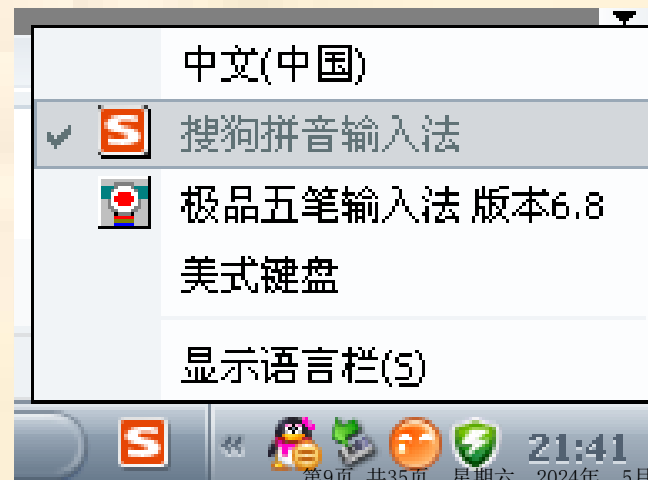 中文(中国)
搜狗拼音输入法
极品五笔输入法 版本6.8
美式键盘
显示语言栏(S)
21:41
第9页,共35页,星期六,2024年,5月